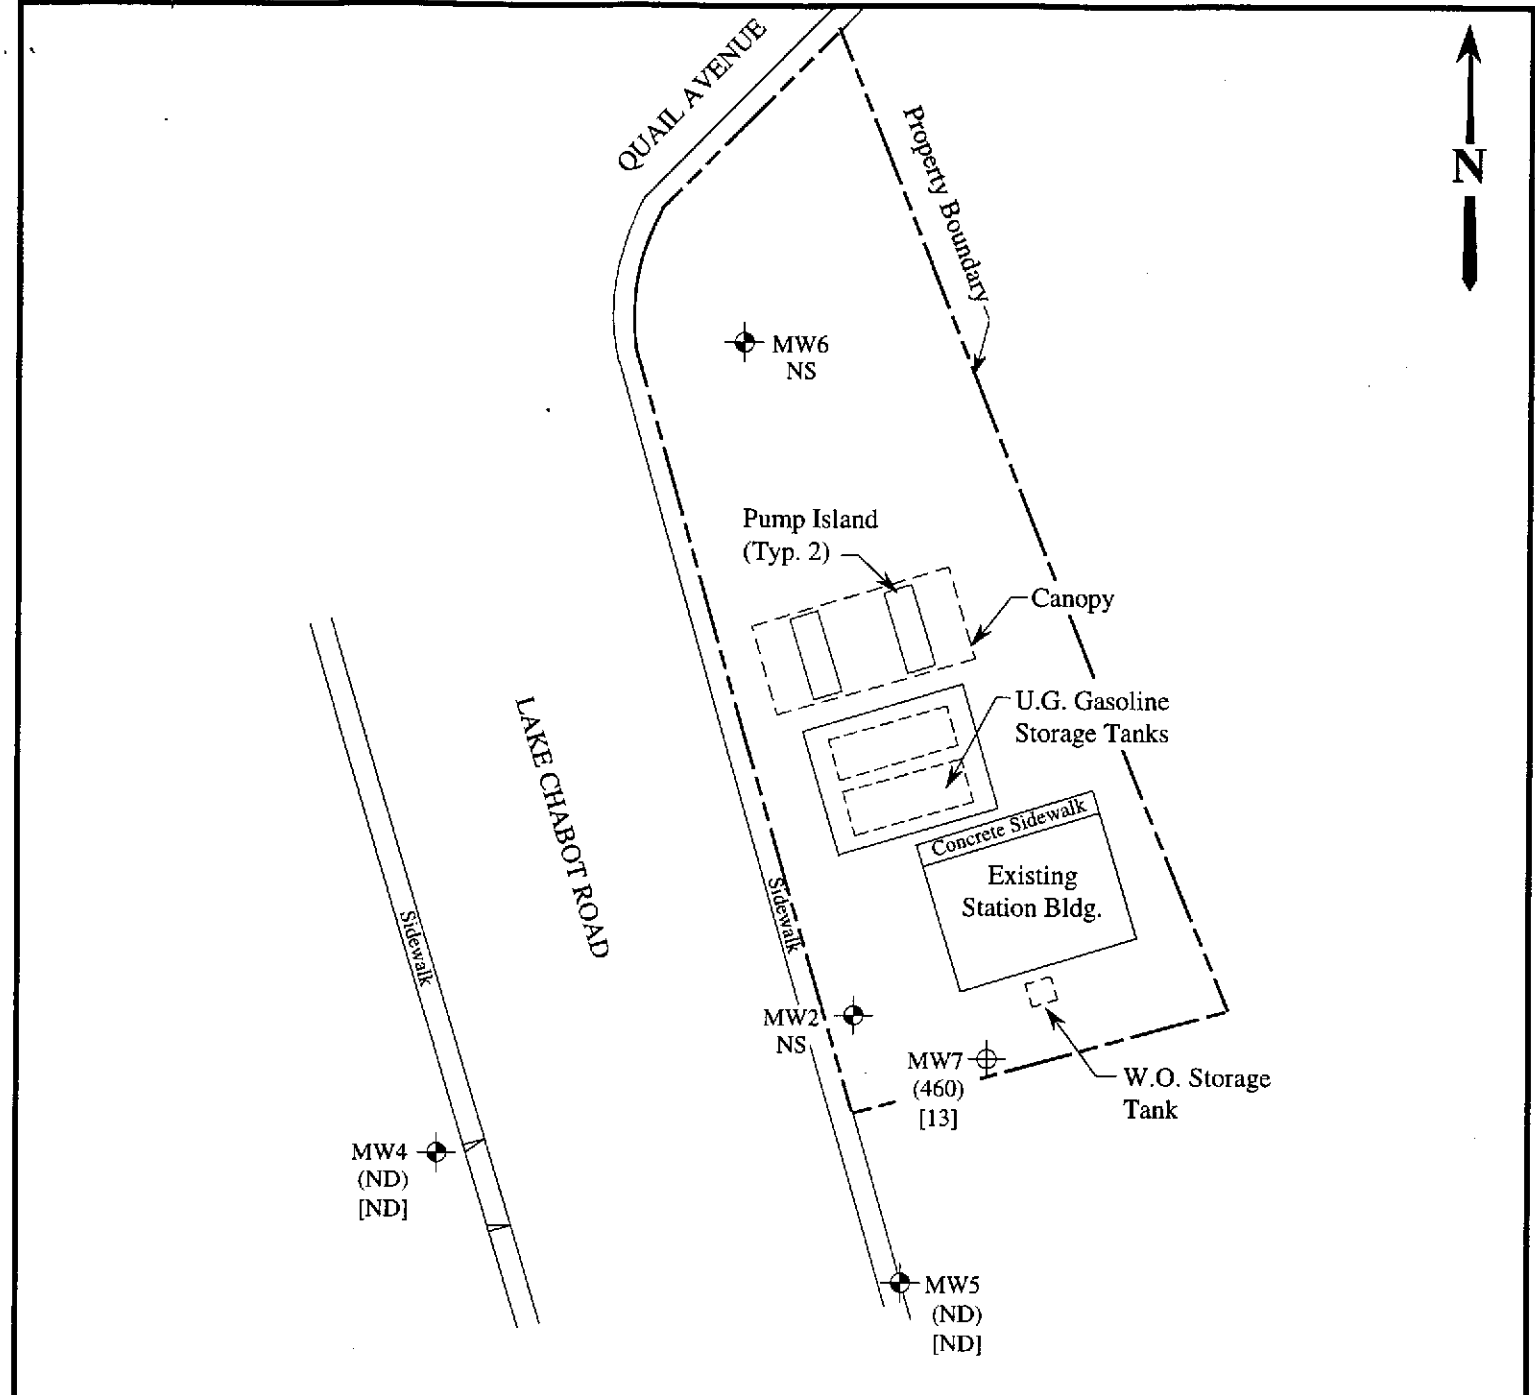 QUAIL AVENUE
Property Boundary
N
MW6
NS
Pump Island
(Typ. 2)
Canopy
U.G. Gasoline
Storage Tanks
LAKE CHABOT ROAD
Concrete Sidewalk
Existing
Station Bldg.
Sidewalk
Sidewalk
MW2
NS
MW7
(460)
[13]
W.O. Storage
Tank
MW4
(ND)
[ND]
MW5
(ND)
[ND]